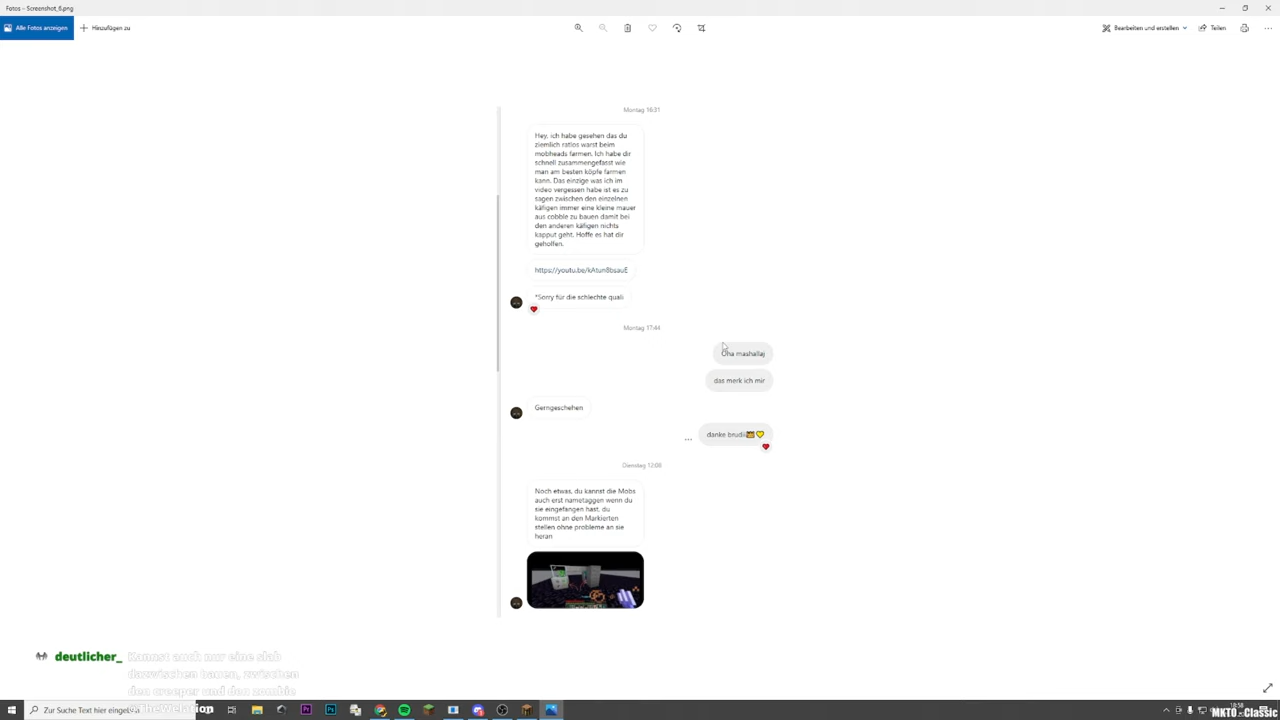 Fotos – Screenshot_6.png
Alle Fotos anzeigen
Hinzufügen zu
Bearbeiten und erstellen
Teilen
Montag 16:31
Hey, ich habe gesehen das du
ziemlich ratlos warst beim
mobheads farmen. Ich habe dir
schnell zusammengefasst wie
man am besten köpfe farmen
kann. Das einzige was ich im
video vergessen habe ist es zu
sagen zwischen den einzelnen
käfigen immer eine kleine mauer
aus cobble zu bauen damit bei
den anderen käfigen nichts
kapput geht. Hoffe es hat dir
geholfen.
https://youtu.be/kAtun8bsauE
*Sorry für die schlechte quali
Montag 17:44
Oha mashallaj
das merk ich mir
Gerngeschehen
danke brudi
Dienstag 13:08
Noch etwas, du kannst die Mobs
auch erst nametaggen wenn du
sie eingefangen hast, du
kommst an den Markierten
stellen ohne probleme an sie
heran
deutlicher_ Kannst auch nur eine slab
dazwischen bauen, zwischen
den creeper und den zombie
@TheWelation
Zur Suche Text hier eingeben
18:58
NKTO - Classic